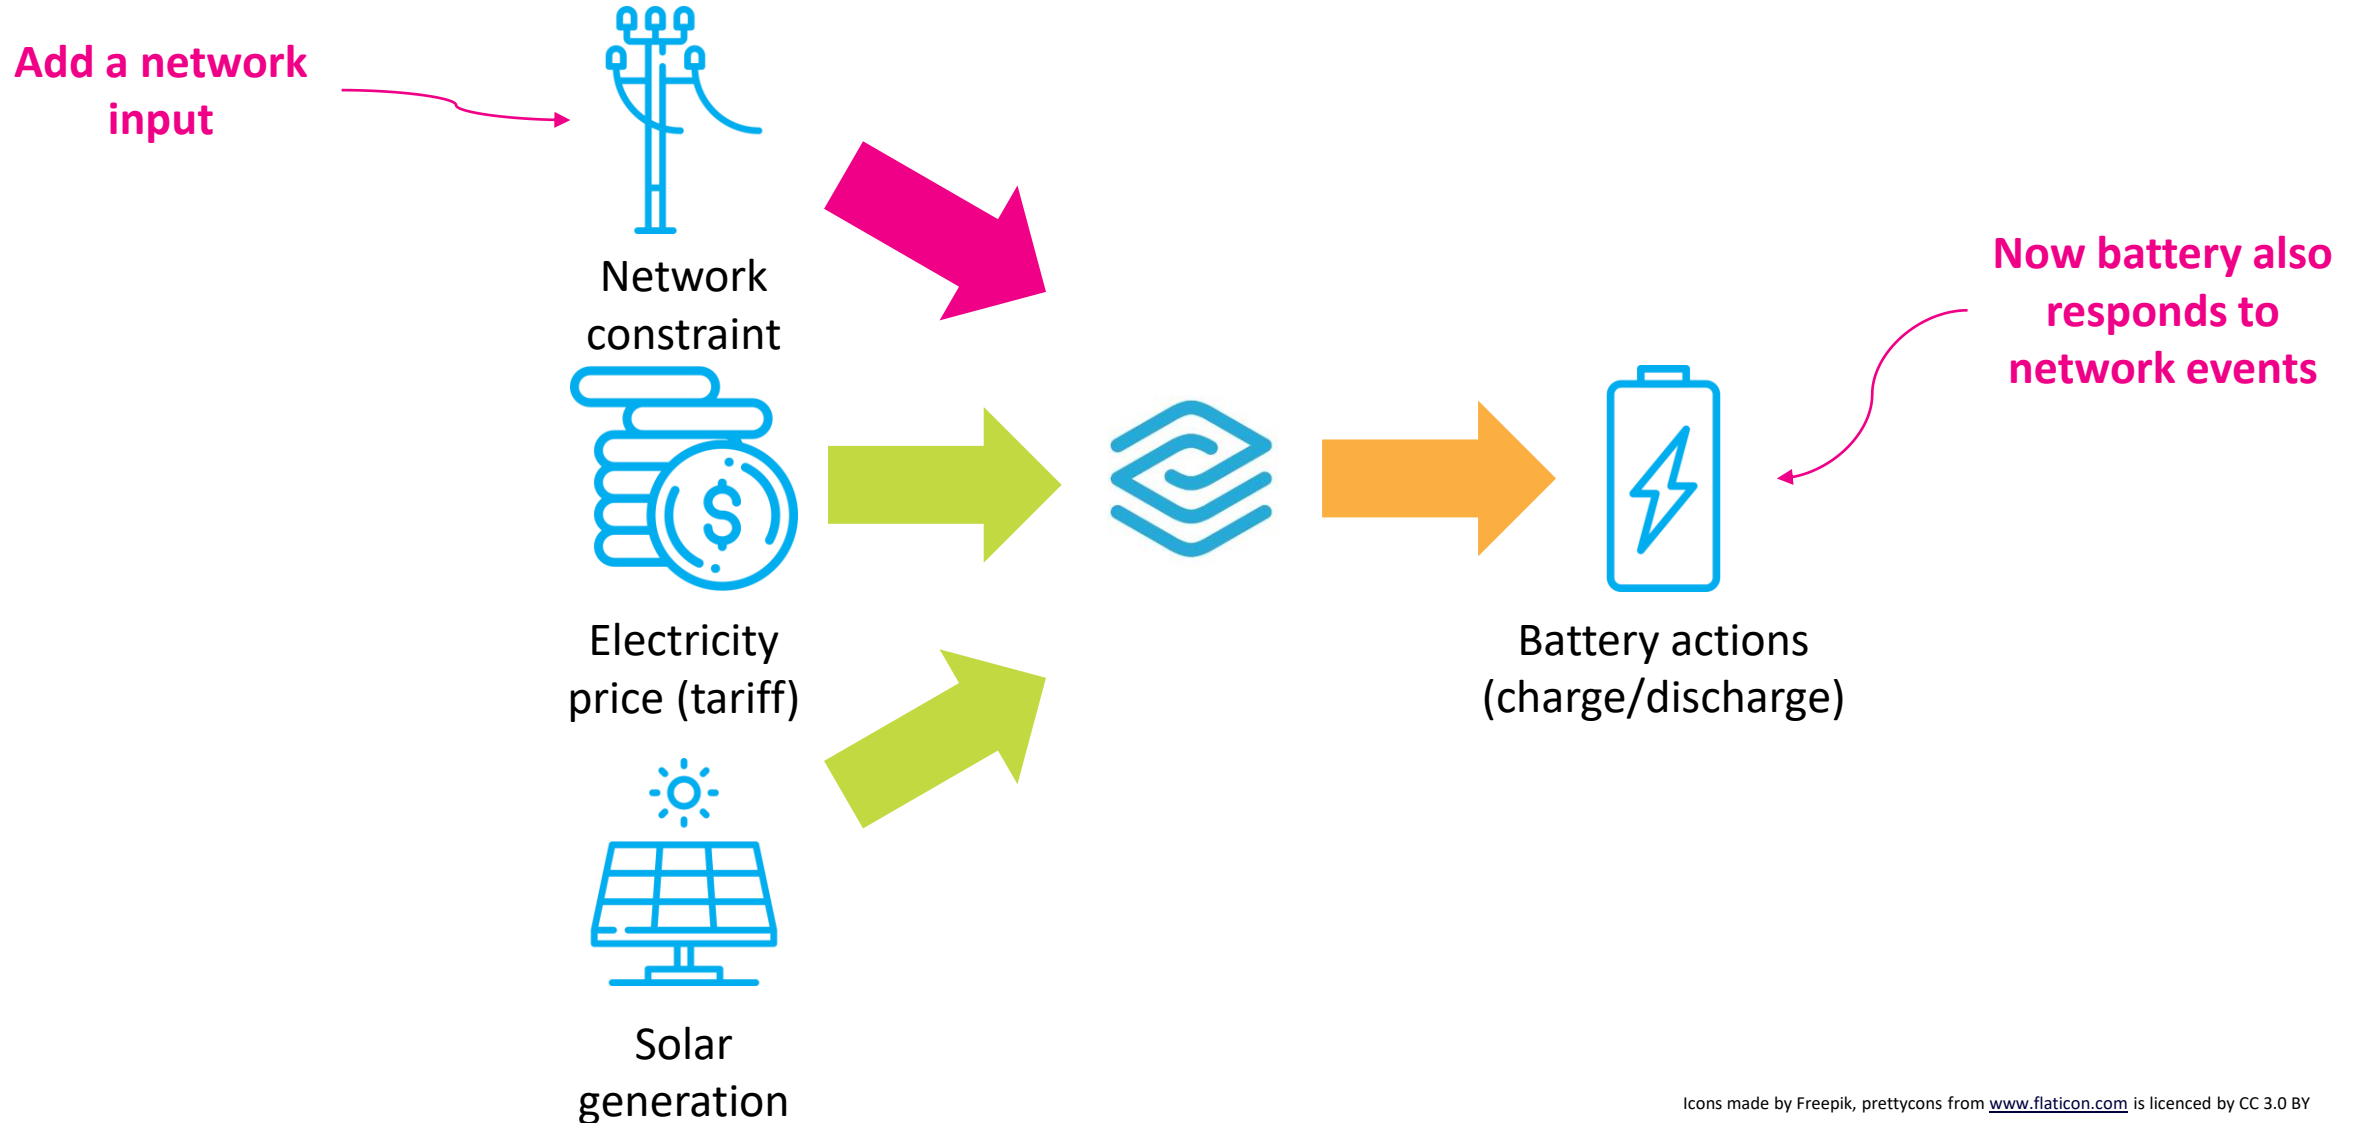 Add a network
input
Network
constraint
Now battery also
responds to
network events
Electricity
price (tariff)
Battery actions
(charge/discharge)
Solar
generation
Icons made by Freepik, prettycons from www.flaticon.com is licenced by CC 3.0 BY